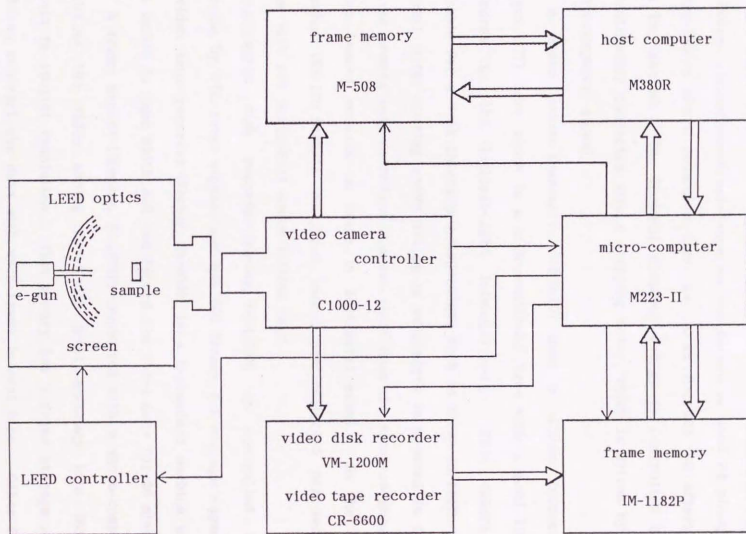 frame memory
M-508
host computer
M380R
LEED optics
e-gun
sample
screen
video camera
controller
C1000-12
micro-computer
M223-II
LEED controller
video disk recorder
VM-1200M
video tape recorder
CR-6600
frame memory
IM-1182P